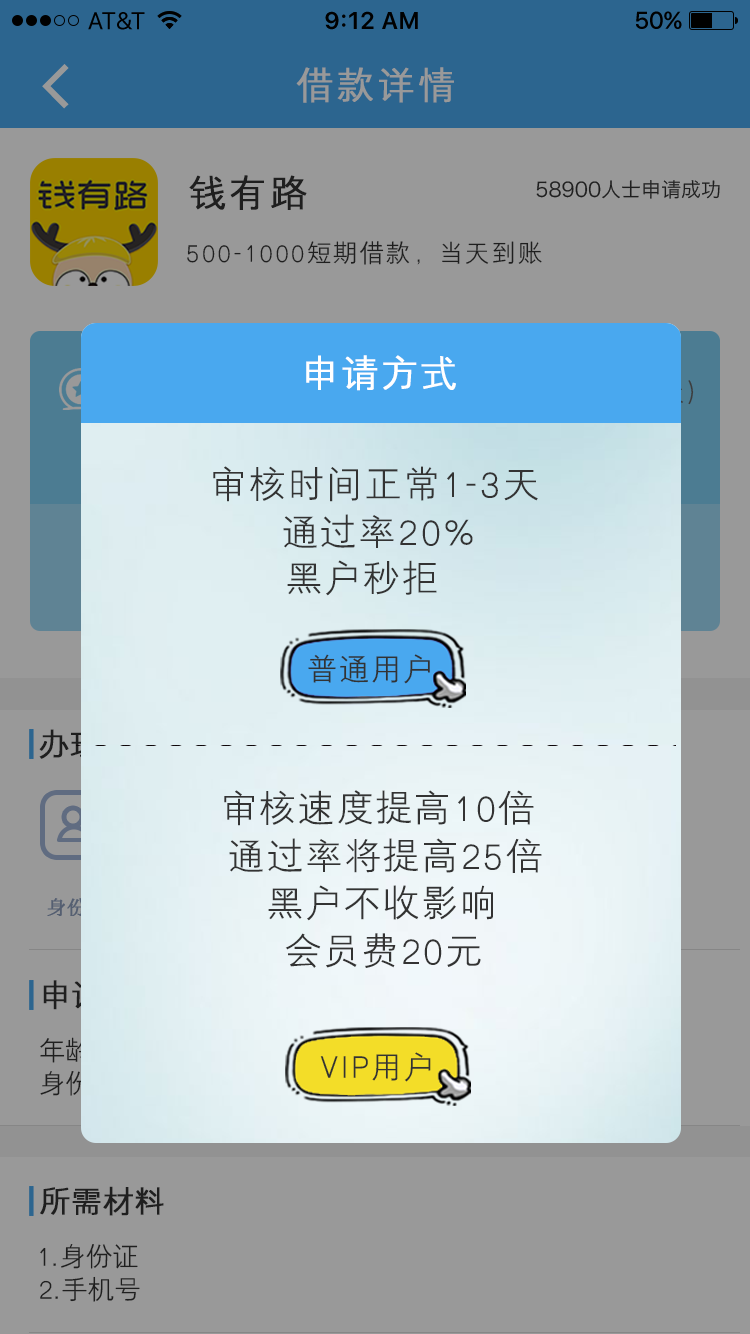 AT&T 9:12 AM 50%
借款详情
钱有路
钱有路
58900人士申请成功
500-1000短期借款，当天到账
申请方式
审核时间正常1-3天
通过率20%
黑户秒拒
普通用户
审核速度提高10倍
通过率将提高25倍
黑户不收影响
会员费20元
VIP用户
办
身份
申
年龄
身份
所需材料
1.身份证
2.手机号